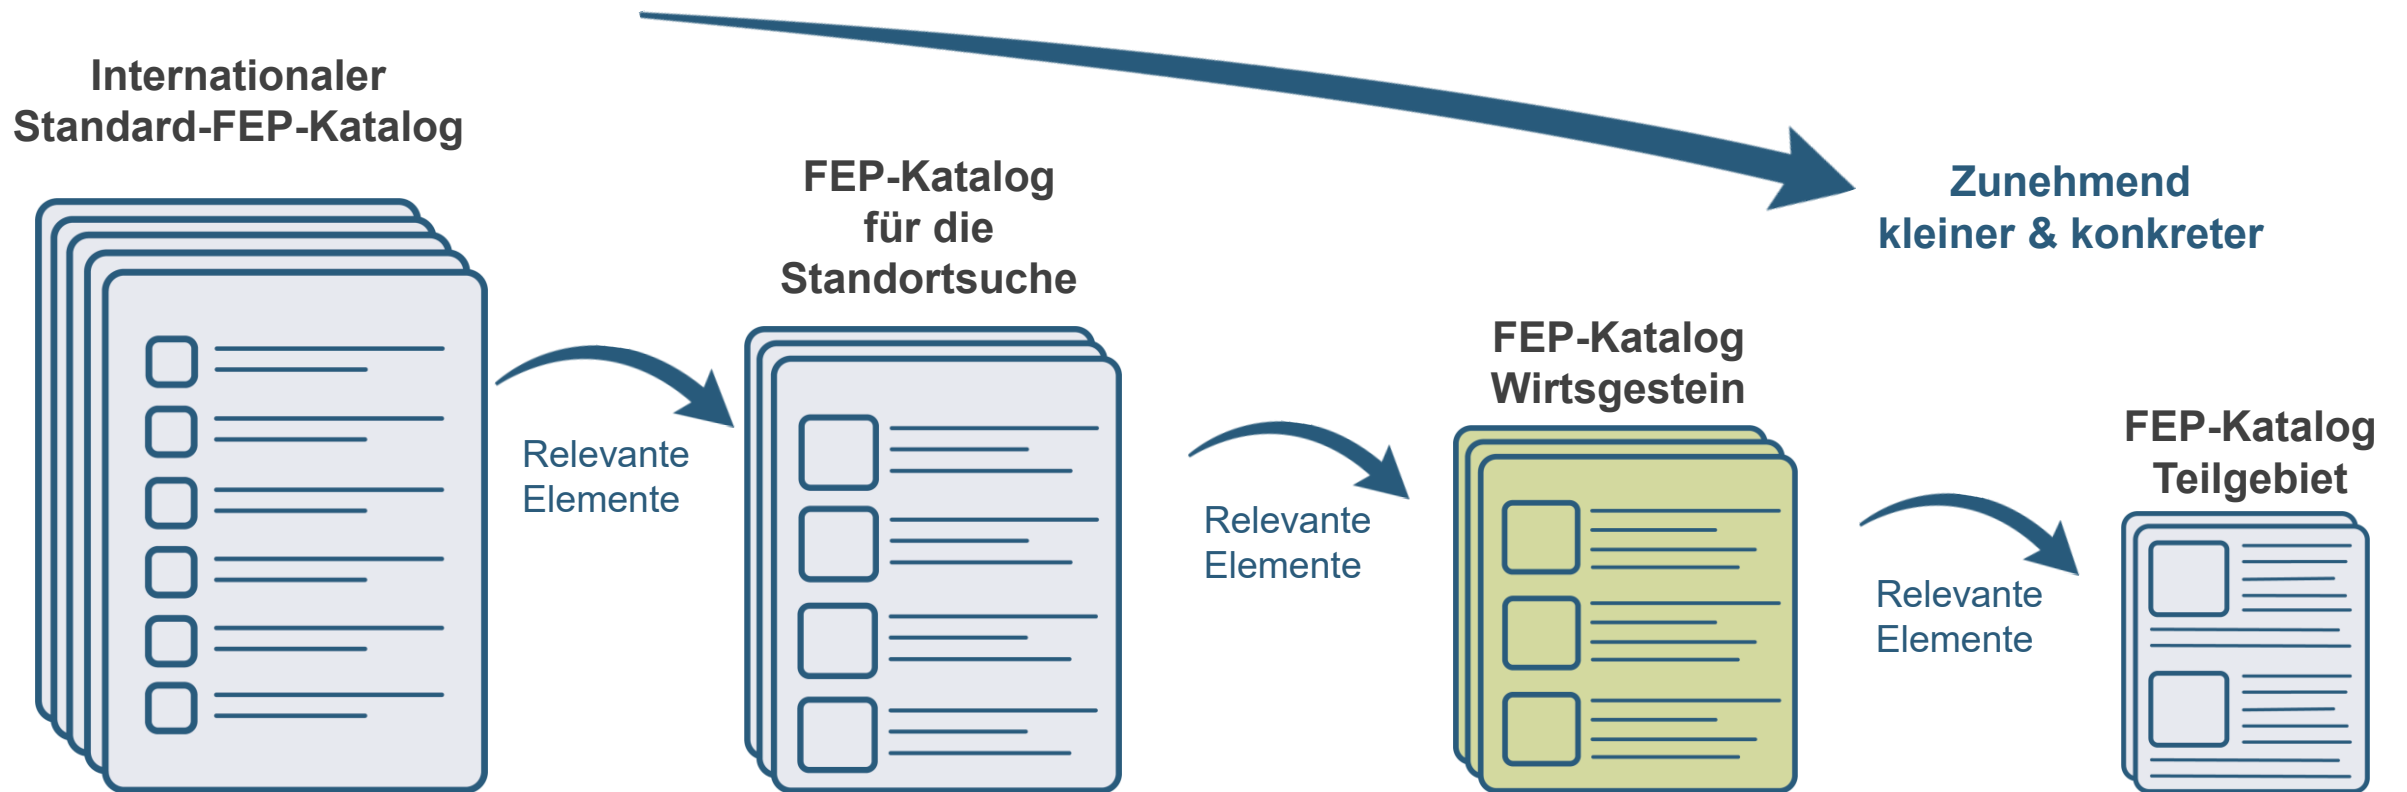 Internationaler
Standard-FEP-Katalog
FEP-Katalog
für die
Standortsuche
Zunehmend
kleiner & konkreter
FEP-Katalog
Wirtsgestein
FEP-Katalog
Teilgebiet
Relevante
Elemente
Relevante
Elemente
Relevante
Elemente